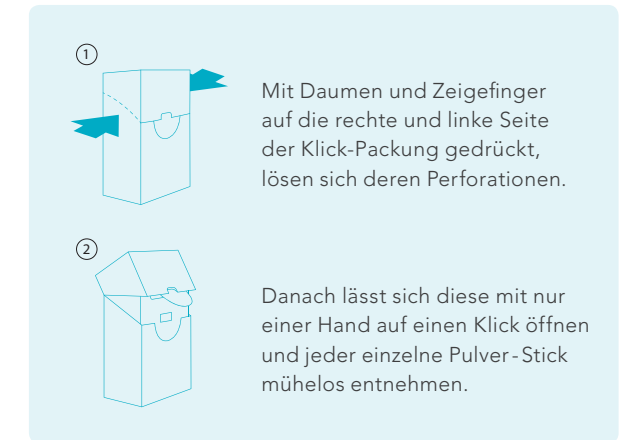 1
Mit Daumen und Zeigefinger
auf die rechte und linke Seite
der Klick-Packung gedrückt,
lösen sich deren Perforationen.
2
Danach lässt sich diese mit nur
einer Hand auf einen Klick öffnen
und jeder einzelne Pulver-Stick
mühelos entnehmen.